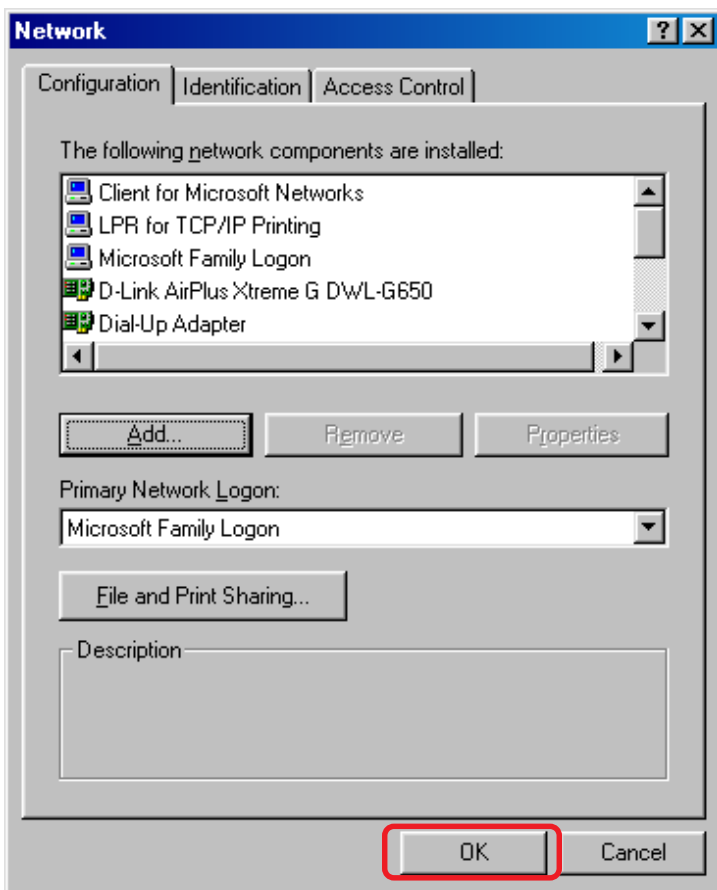 Network
Configuration Identification Access Control
The following network components are installed:
Client for Microsoft Networks
LPR for TCP/IP Printing
Microsoft Family Logon
D-Link AirPlus Xtreme G DWL-G650
Dial-Up Adapter
Add... Remove Properties
Primary Network Logon:
Microsoft Family Logon
File and Print Sharing...
Description
OK Cancel